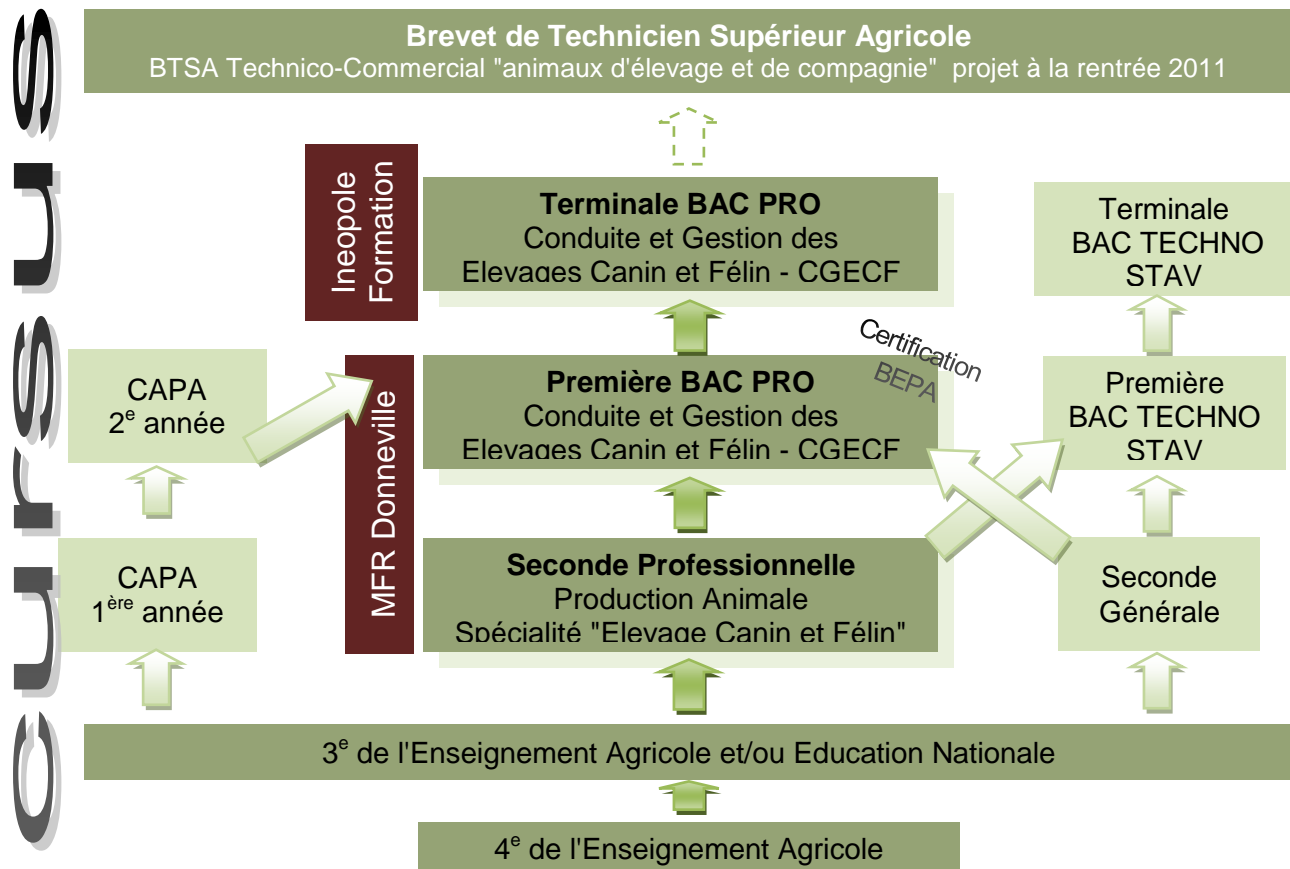 cursus
Brevet de Technicien Supérieur Agricole
BTSA Technico-Commercial "animaux d'élevage et de compagnie" projet à la rentrée 2011
Ineopole
Formation
Terminale BAC PRO
Conduite et Gestion des
Elevages Canin et Félin - CGECF
Terminale
BAC TECHNO
STAV
Certification
BEPA
CAPA
2e année
MFR Donneville
Première BAC PRO
Conduite et Gestion des
Elevages Canin et Félin - CGECF
Première
BAC TECHNO
STAV
CAPA
1ère année
Seconde Professionnelle
Production Animale
Spécialité "Elevage Canin et Félin"
Seconde
Générale
3e de l'Enseignement Agricole et/ou Education Nationale
4e de l'Enseignement Agricole